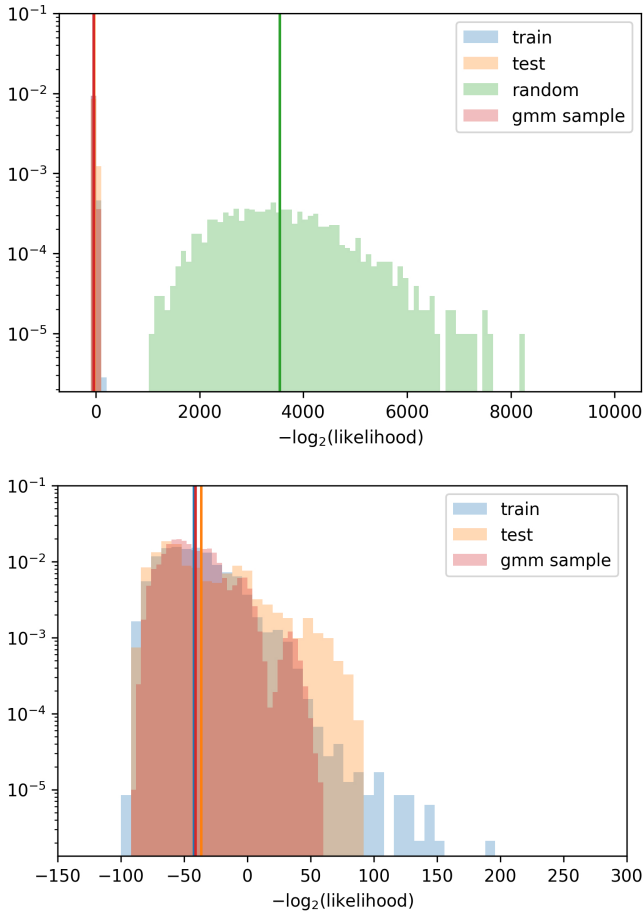 10⁻¹
10⁻²
10⁻³
10⁻⁴
10⁻⁵
train
test
random
gmm sample
0 2000 4000 6000 8000 10000
−log₂(likelihood)
10⁻¹
10⁻²
10⁻³
10⁻⁴
10⁻⁵
train
test
gmm sample
−150 −100 −50 0 50 100 150 200 250 300
−log₂(likelihood)